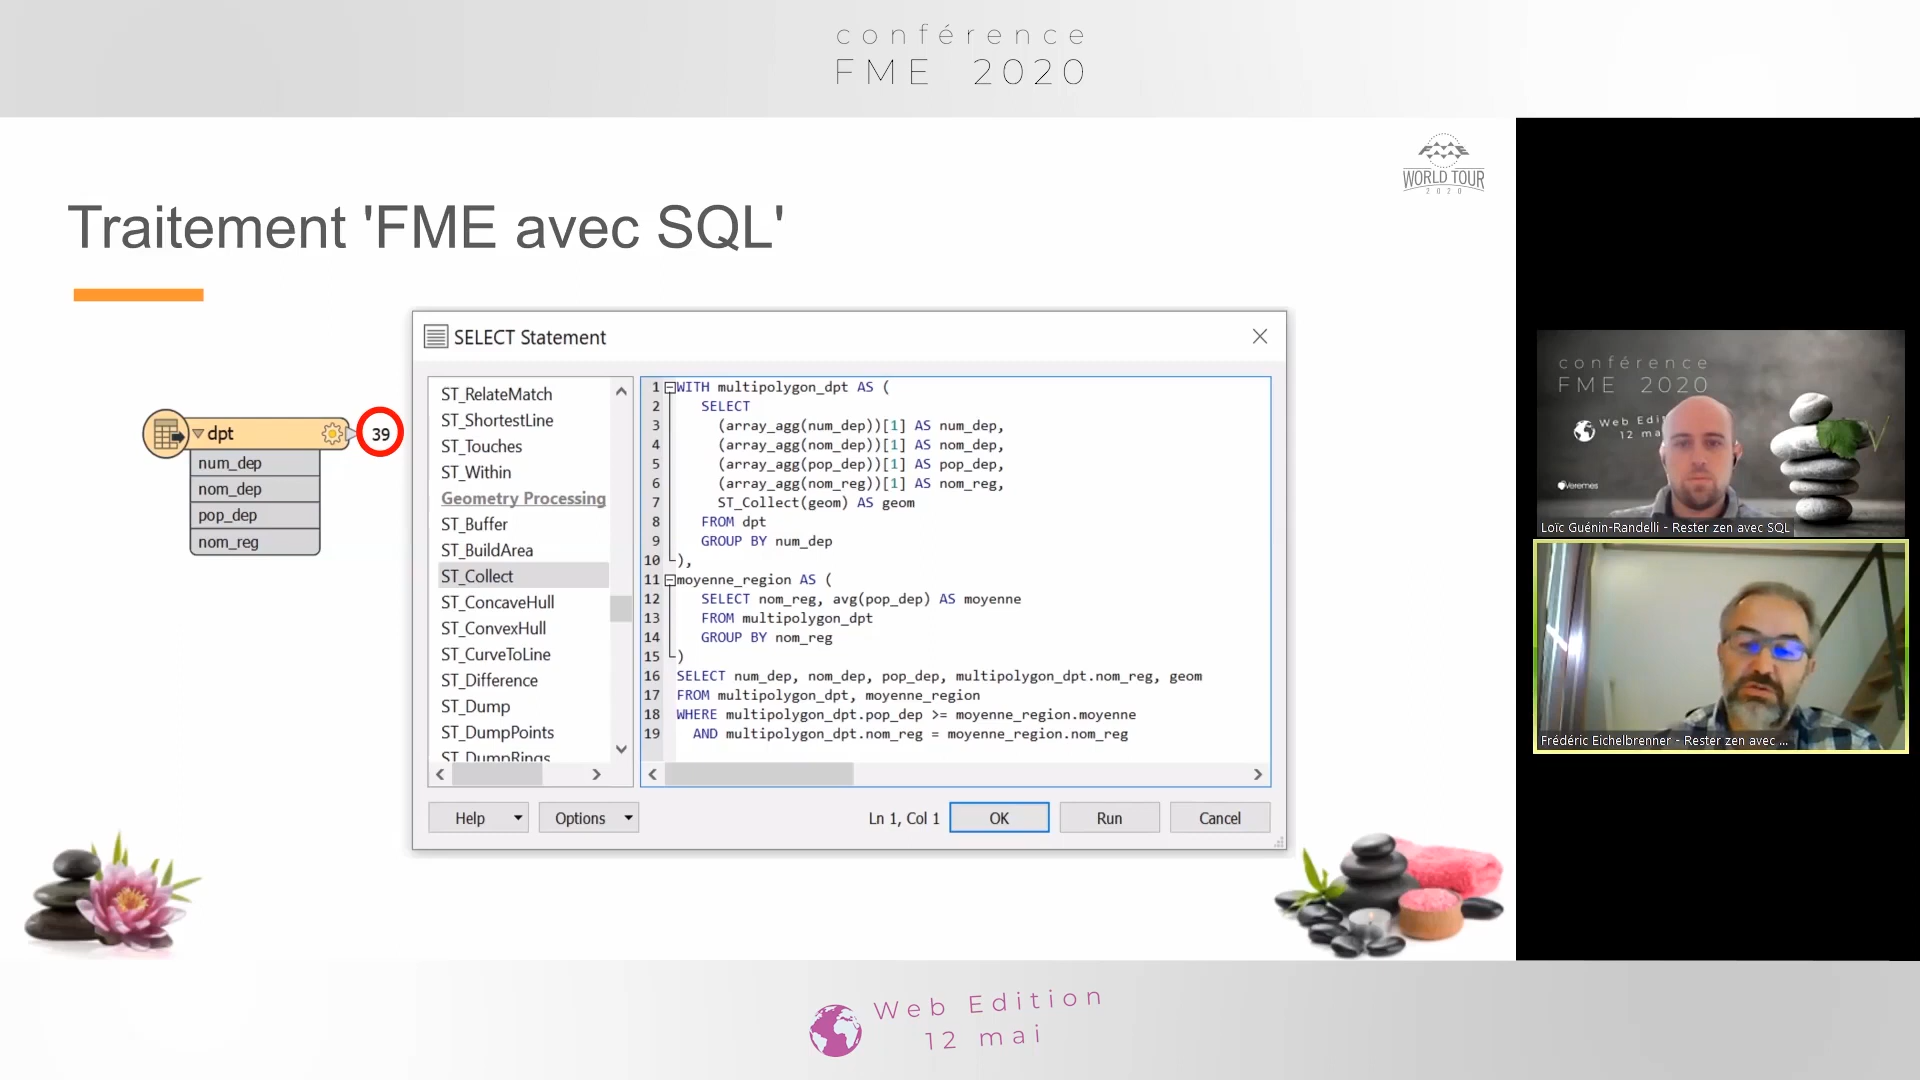 conférence
FME 2020
WORLD TOUR
2020
Traitement 'FME avec SQL'
dpt
39
num_dep
nom_dep
pop_dep
nom_reg
SELECT Statement
ST_RelateMatch
ST_ShortestLine
ST_Touches
ST_Within
Geometry Processing
ST_Buffer
ST_BuildArea
ST_Collect
ST_ConcaveHull
ST_ConvexHull
ST_CurveToLine
ST_Difference
ST_Dump
ST_DumpPoints
ST_DumpRings
1 WITH multipolygon_dpt AS (
2 SELECT
3 (array_agg(num_dep))[1] AS num_dep,
4 (array_agg(nom_dep))[1] AS nom_dep,
5 (array_agg(pop_dep))[1] AS pop_dep,
6 (array_agg(nom_reg))[1] AS nom_reg,
7 ST_Collect(geom) AS geom
8 FROM dpt
9 GROUP BY num_dep
10 ),
11 moyenne_region AS (
12 SELECT nom_reg, avg(pop_dep) AS moyenne
13 FROM multipolygon_dpt
14 GROUP BY nom_reg
15 )
16 SELECT num_dep, nom_dep, pop_dep, multipolygon_dpt.nom_reg, geom
17 FROM multipolygon_dpt, moyenne_region
18 WHERE multipolygon_dpt.pop_dep >= moyenne_region.moyenne
19 AND multipolygon_dpt.nom_reg = moyenne_region.nom_reg
Help
Options
Ln 1, Col 1
OK
Run
Cancel
conférence
FME 2020
Web Edi
12 ma
Veremes
Loïc Guénin-Randelli - Rester zen avec SQL
Frédéric Eichelbrenner - Rester zen avec ...
Web Edition
12 mai